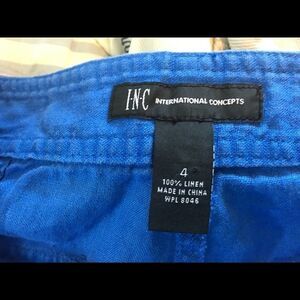 I·N·C INTERNATIONAL CONCEPTS
4
100% LINEN
MADE IN CHINA
WPL 8046